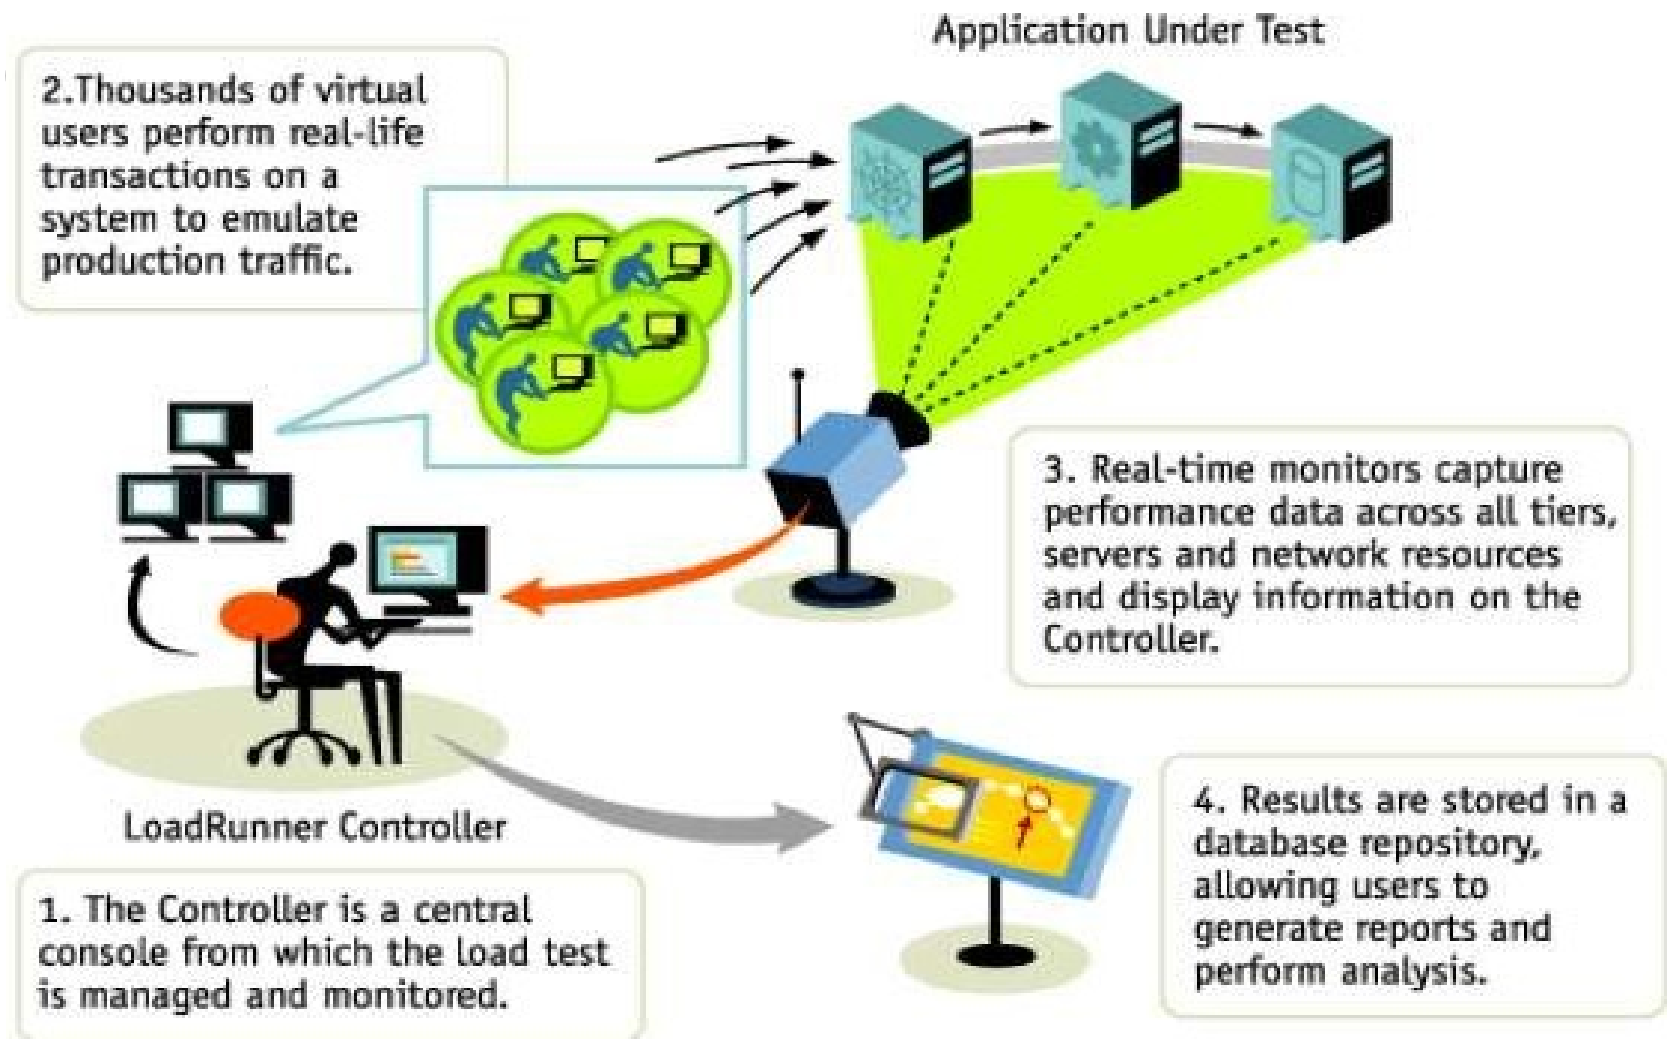 Application Under Test
2.Thousands of virtual
users perform real-life
transactions on a
system to emulate
production traffic.
3. Real-time monitors capture
performance data across all tiers,
servers and network resources
and display information on the
Controller.
LoadRunner Controller
1. The Controller is a central
console from which the load test
is managed and monitored.
4. Results are stored in a
database repository,
allowing users to
generate reports and
perform analysis.